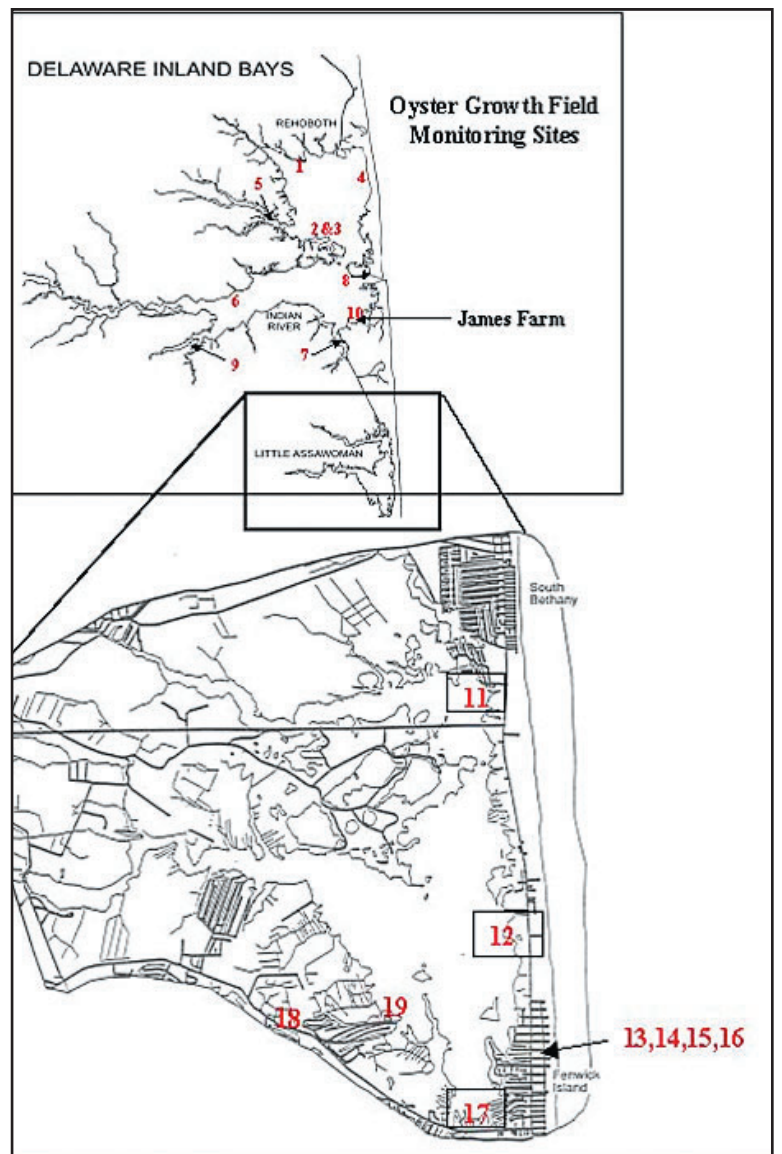 DELAWARE INLAND BAYS
Oyster Growth Field
Monitoring Sites
REHOBOTH
1
4
5
2 &3
8
6
INDIAN
RIVER
10
James Farm
9
7
LITTLE ASSAWOMAN
South
Bethany
11
12
19
18
13,14,15,16
Fenwick
Island
17